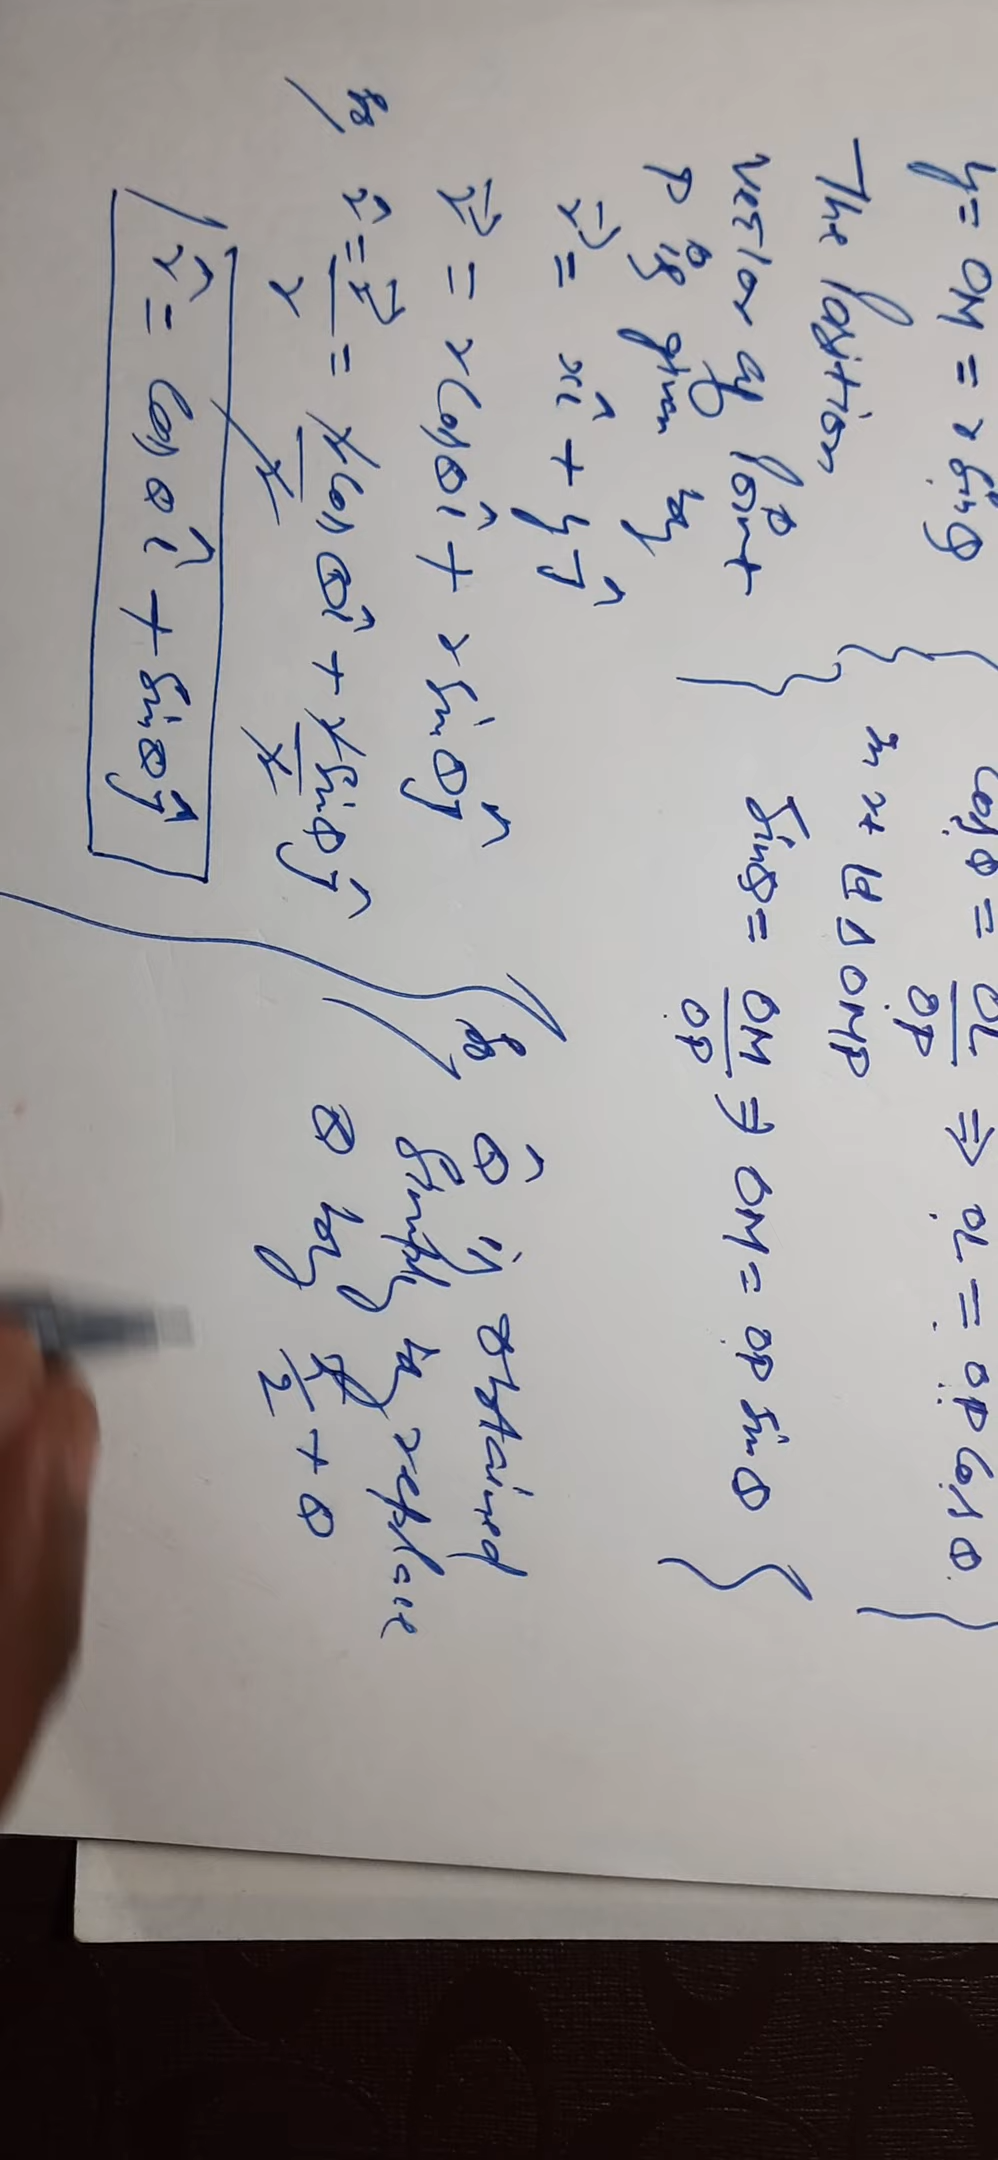 y = OM = r sinθ
The Position
vector of Point
P is given by
r⃗ = xî + yĵ
r⃗ = r cosθ î + r sinθ ĵ
So r̂ = r⃗/r = r cosθ î/r + r sinθ ĵ/r
r̂ = cosθ î + sinθ ĵ
cosθ = OL/OP ⇒ OL = OP cosθ
In rt ∠d Δ OMP
sinθ = OM/OP ⇒ OM = OP sinθ
So θ̂ is obtained
simply by replace
θ by π/2 + θ